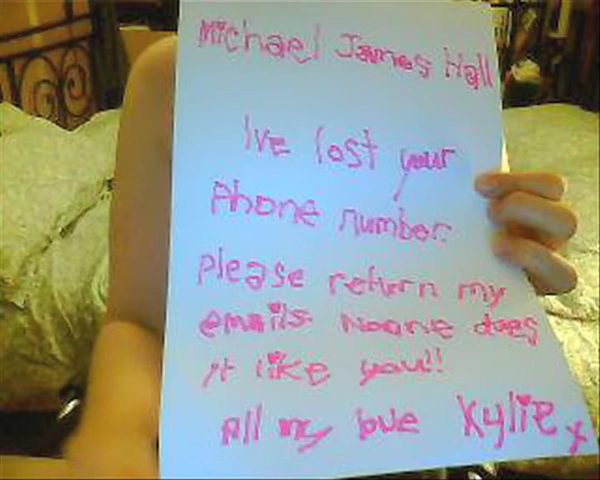 Michael James Hall
Ive lost your
Phone number.
Please return my
emails. Noone does
it like you!!
All my love Kylie x